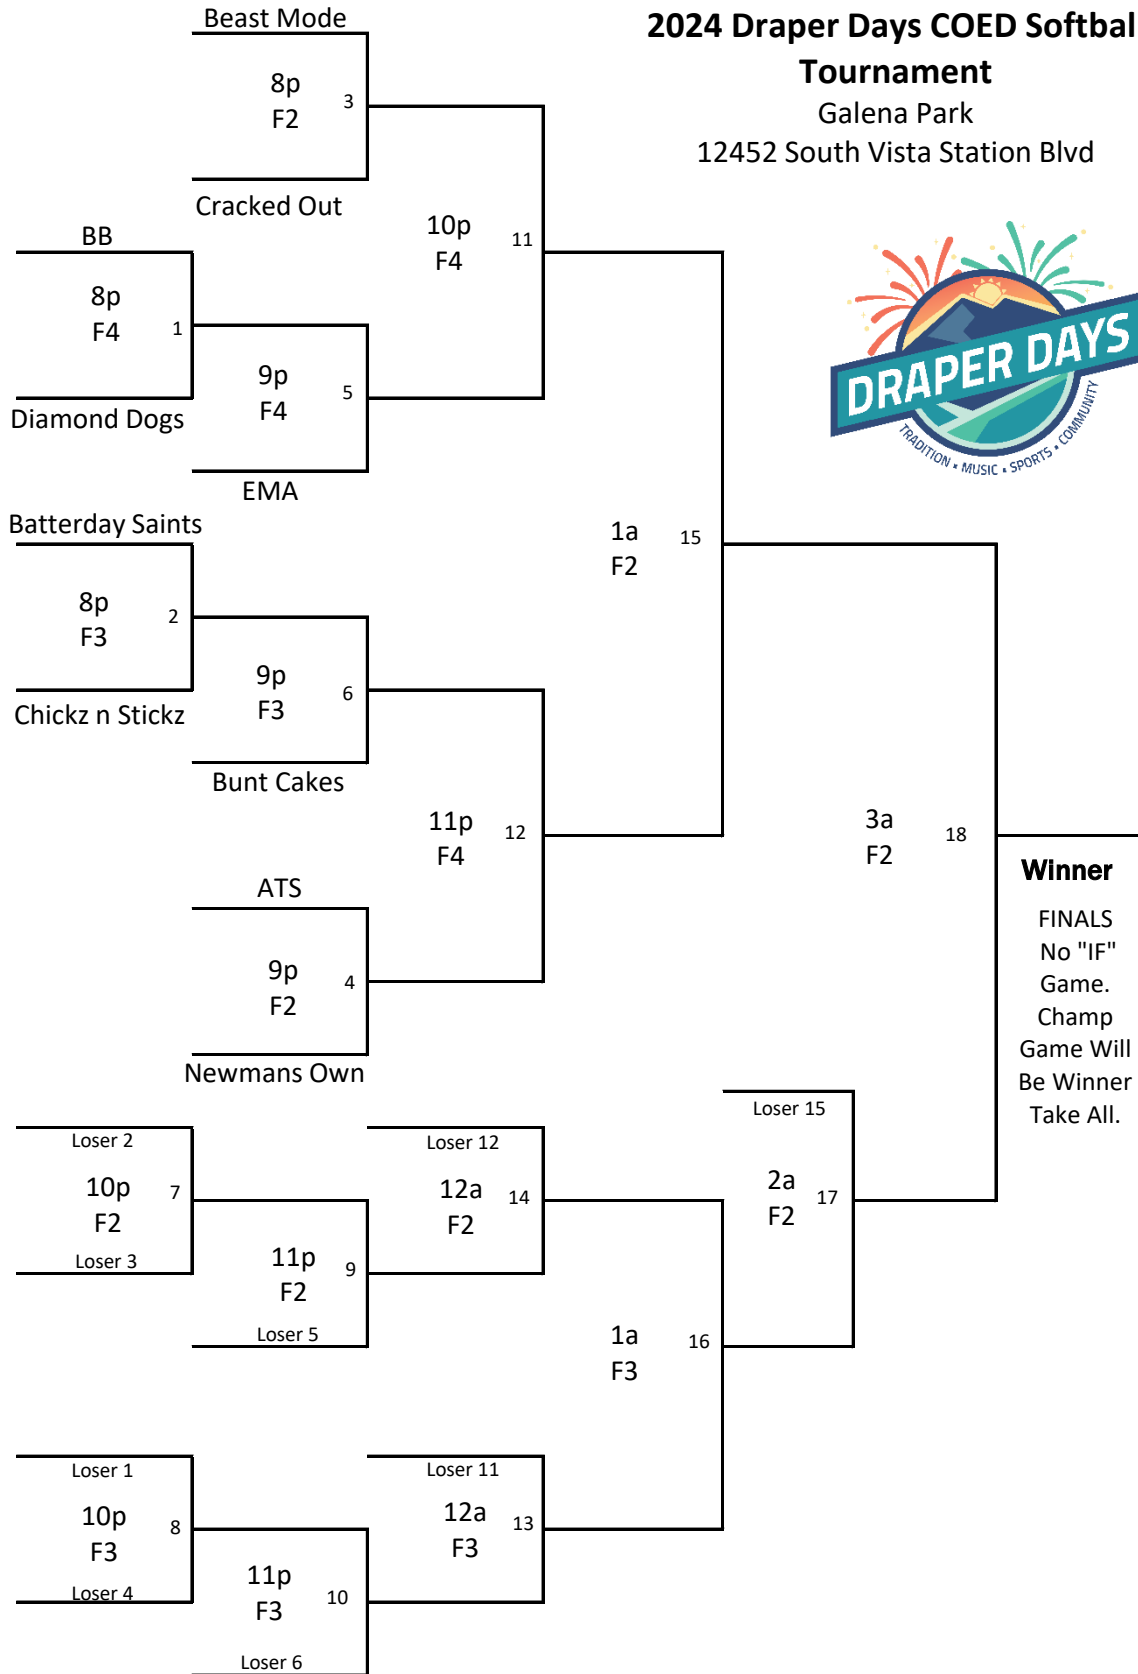 Beast Mode
2024 Draper Days COED Softbal
Tournament
Galena Park
12452 South Vista Station Blvd
8p
F2
3
Cracked Out
10p
F4
11
BB
8p
F4
1
Diamond Dogs
9p
F4
5
EMA
DRAPER DAYS
TRADITION • MUSIC • SPORTS • COMMUNITY
Batterday Saints
8p
F3
2
Chickz n Stickz
9p
F3
6
Bunt Cakes
1a
F2
15
11p
F4
12
ATS
9p
F2
4
Newmans Own
3a
F2
18
Winner
FINALS
No "IF"
Game.
Champ
Game Will
Be Winner
Take All.
Loser 2
10p
F2
7
Loser 3
Loser 12
12a
F2
14
Loser 15
2a
F2
17
11p
F2
9
Loser 5
1a
F3
16
Loser 1
10p
F3
8
Loser 4
Loser 11
12a
F3
13
11p
F3
10
Loser 6